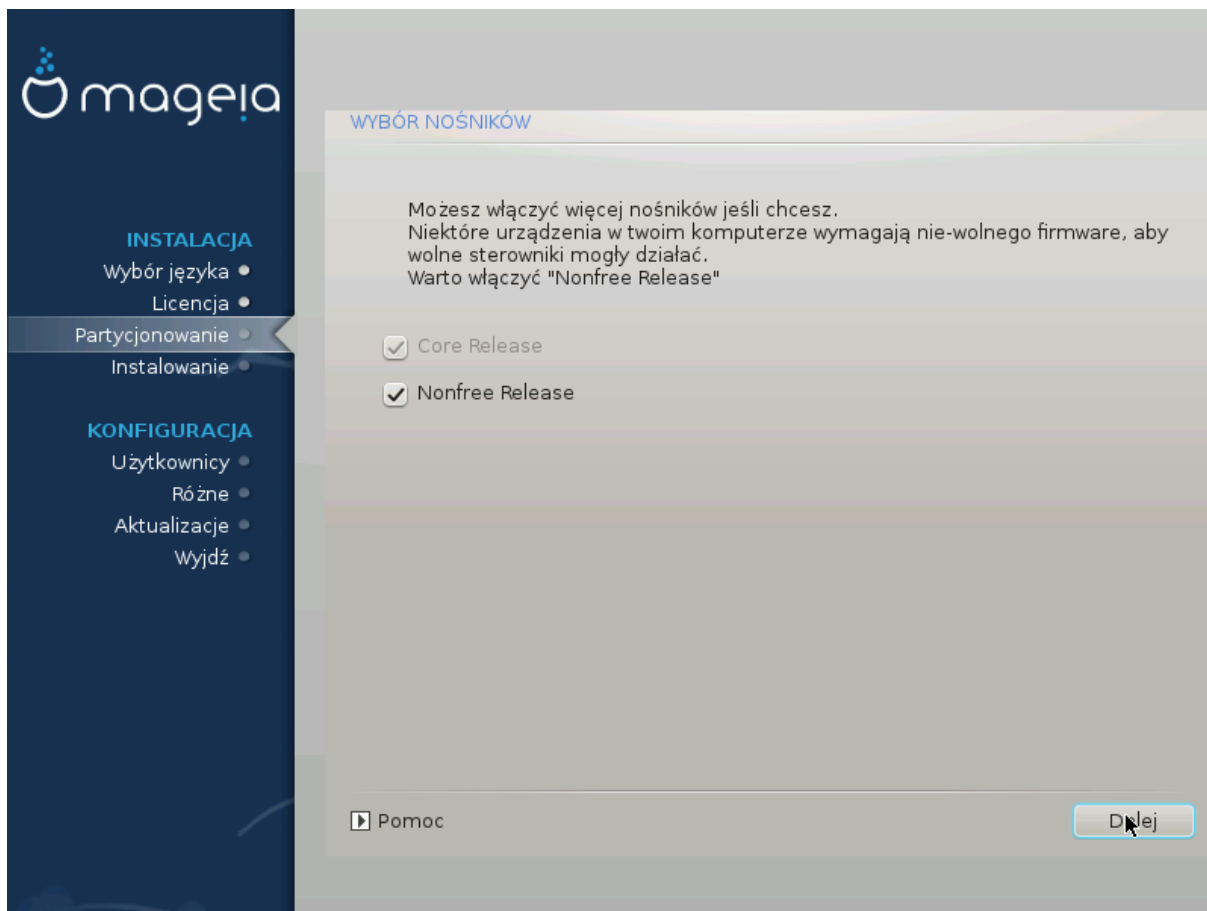 mageia
INSTALACJA
Wybór języka
Licencja
Partycjonowanie
Instalowanie
KONFIGURACJA
Użytkownicy
Różne
Aktualizacje
Wyjdź
WYBÓR NOŚNIKÓW
Możesz włączyć więcej nośników jeśli chcesz.
Niektóre urządzenia w twoim komputerze wymagają nie-wolnego firmware, aby
wolne sterowniki mogły działać.
Warto włączyć "Nonfree Release"
Core Release
Nonfree Release
Pomoc
Dalej